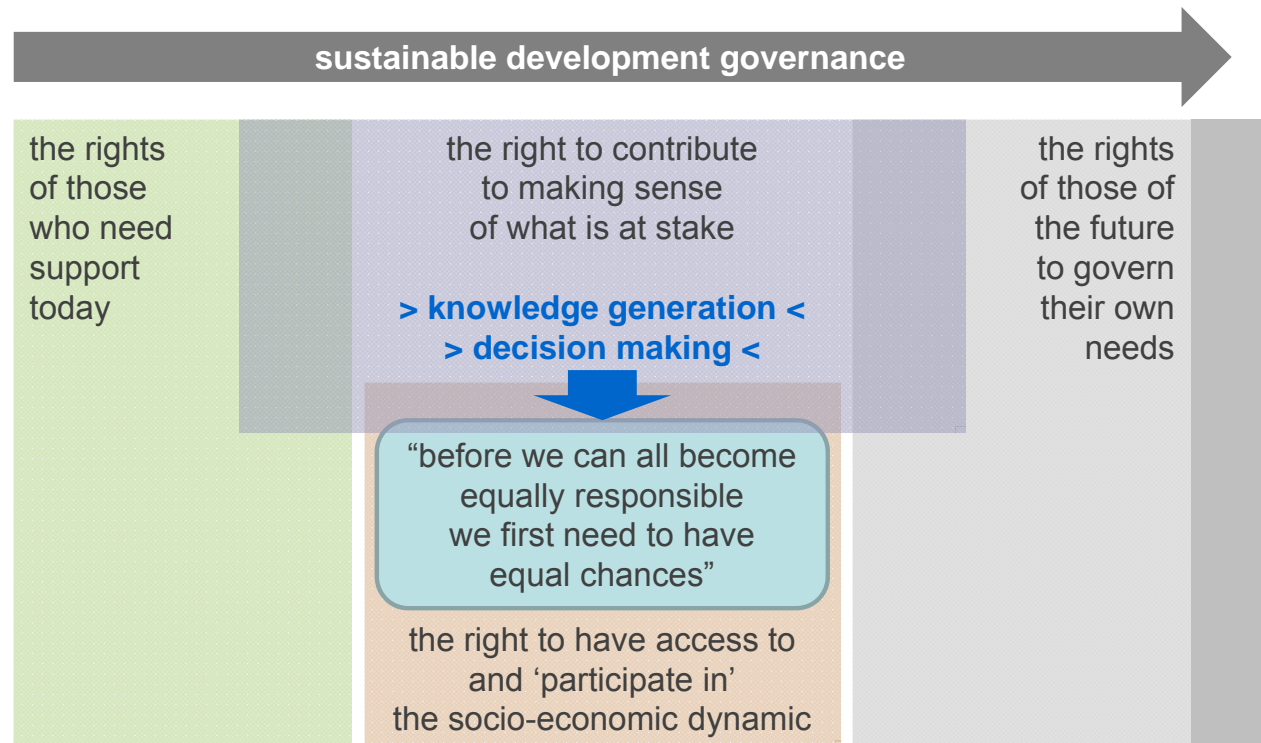 sustainable development governance
the rights
of those
who need
support
today
the right to contribute
to making sense
of what is at stake
> knowledge generation <
> decision making <
“before we can all become
equally responsible
we first need to have
equal chances”
the right to have access to
and ‘participate in’
the socio-economic dynamic
the rights
of those of
the future
to govern
their own
needs